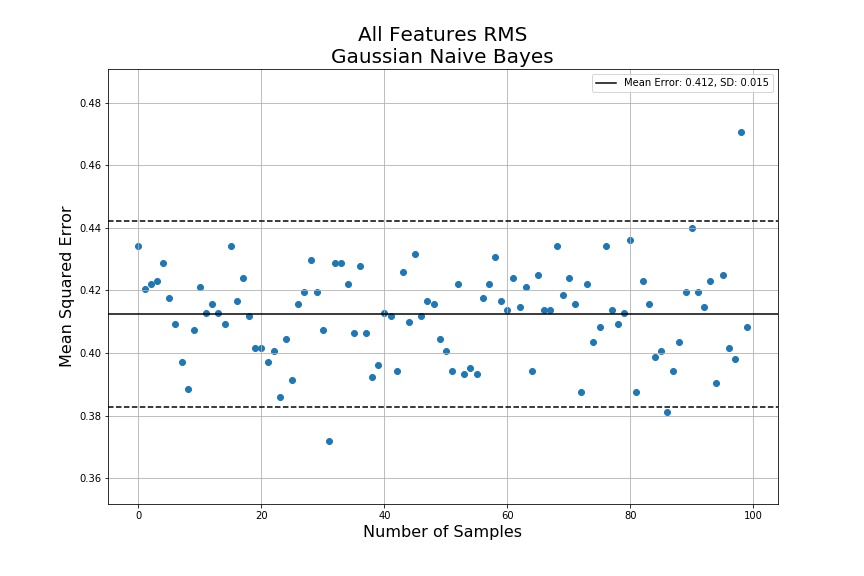 All Features RMS
Gaussian Naive Bayes
Mean Error: 0.412, SD: 0.015
Mean Squared Error
0.48
0.46
0.44
0.42
0.40
0.38
0.36
0 20 40 60 80 100
Number of Samples